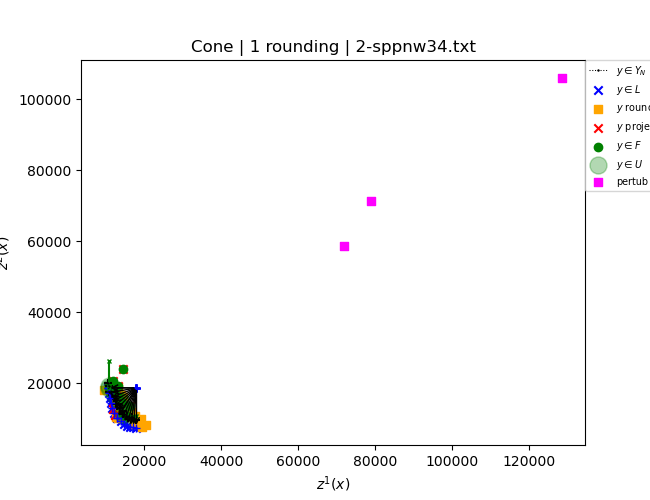 Cone | 1 rounding | 2-sppnw34.txt
100000
80000
60000
40000
20000
20000
40000
60000
80000
100000
120000
z¹(x)
y ∈ Y_N
y ∈ L
y
y ∈ F
y ∈ U